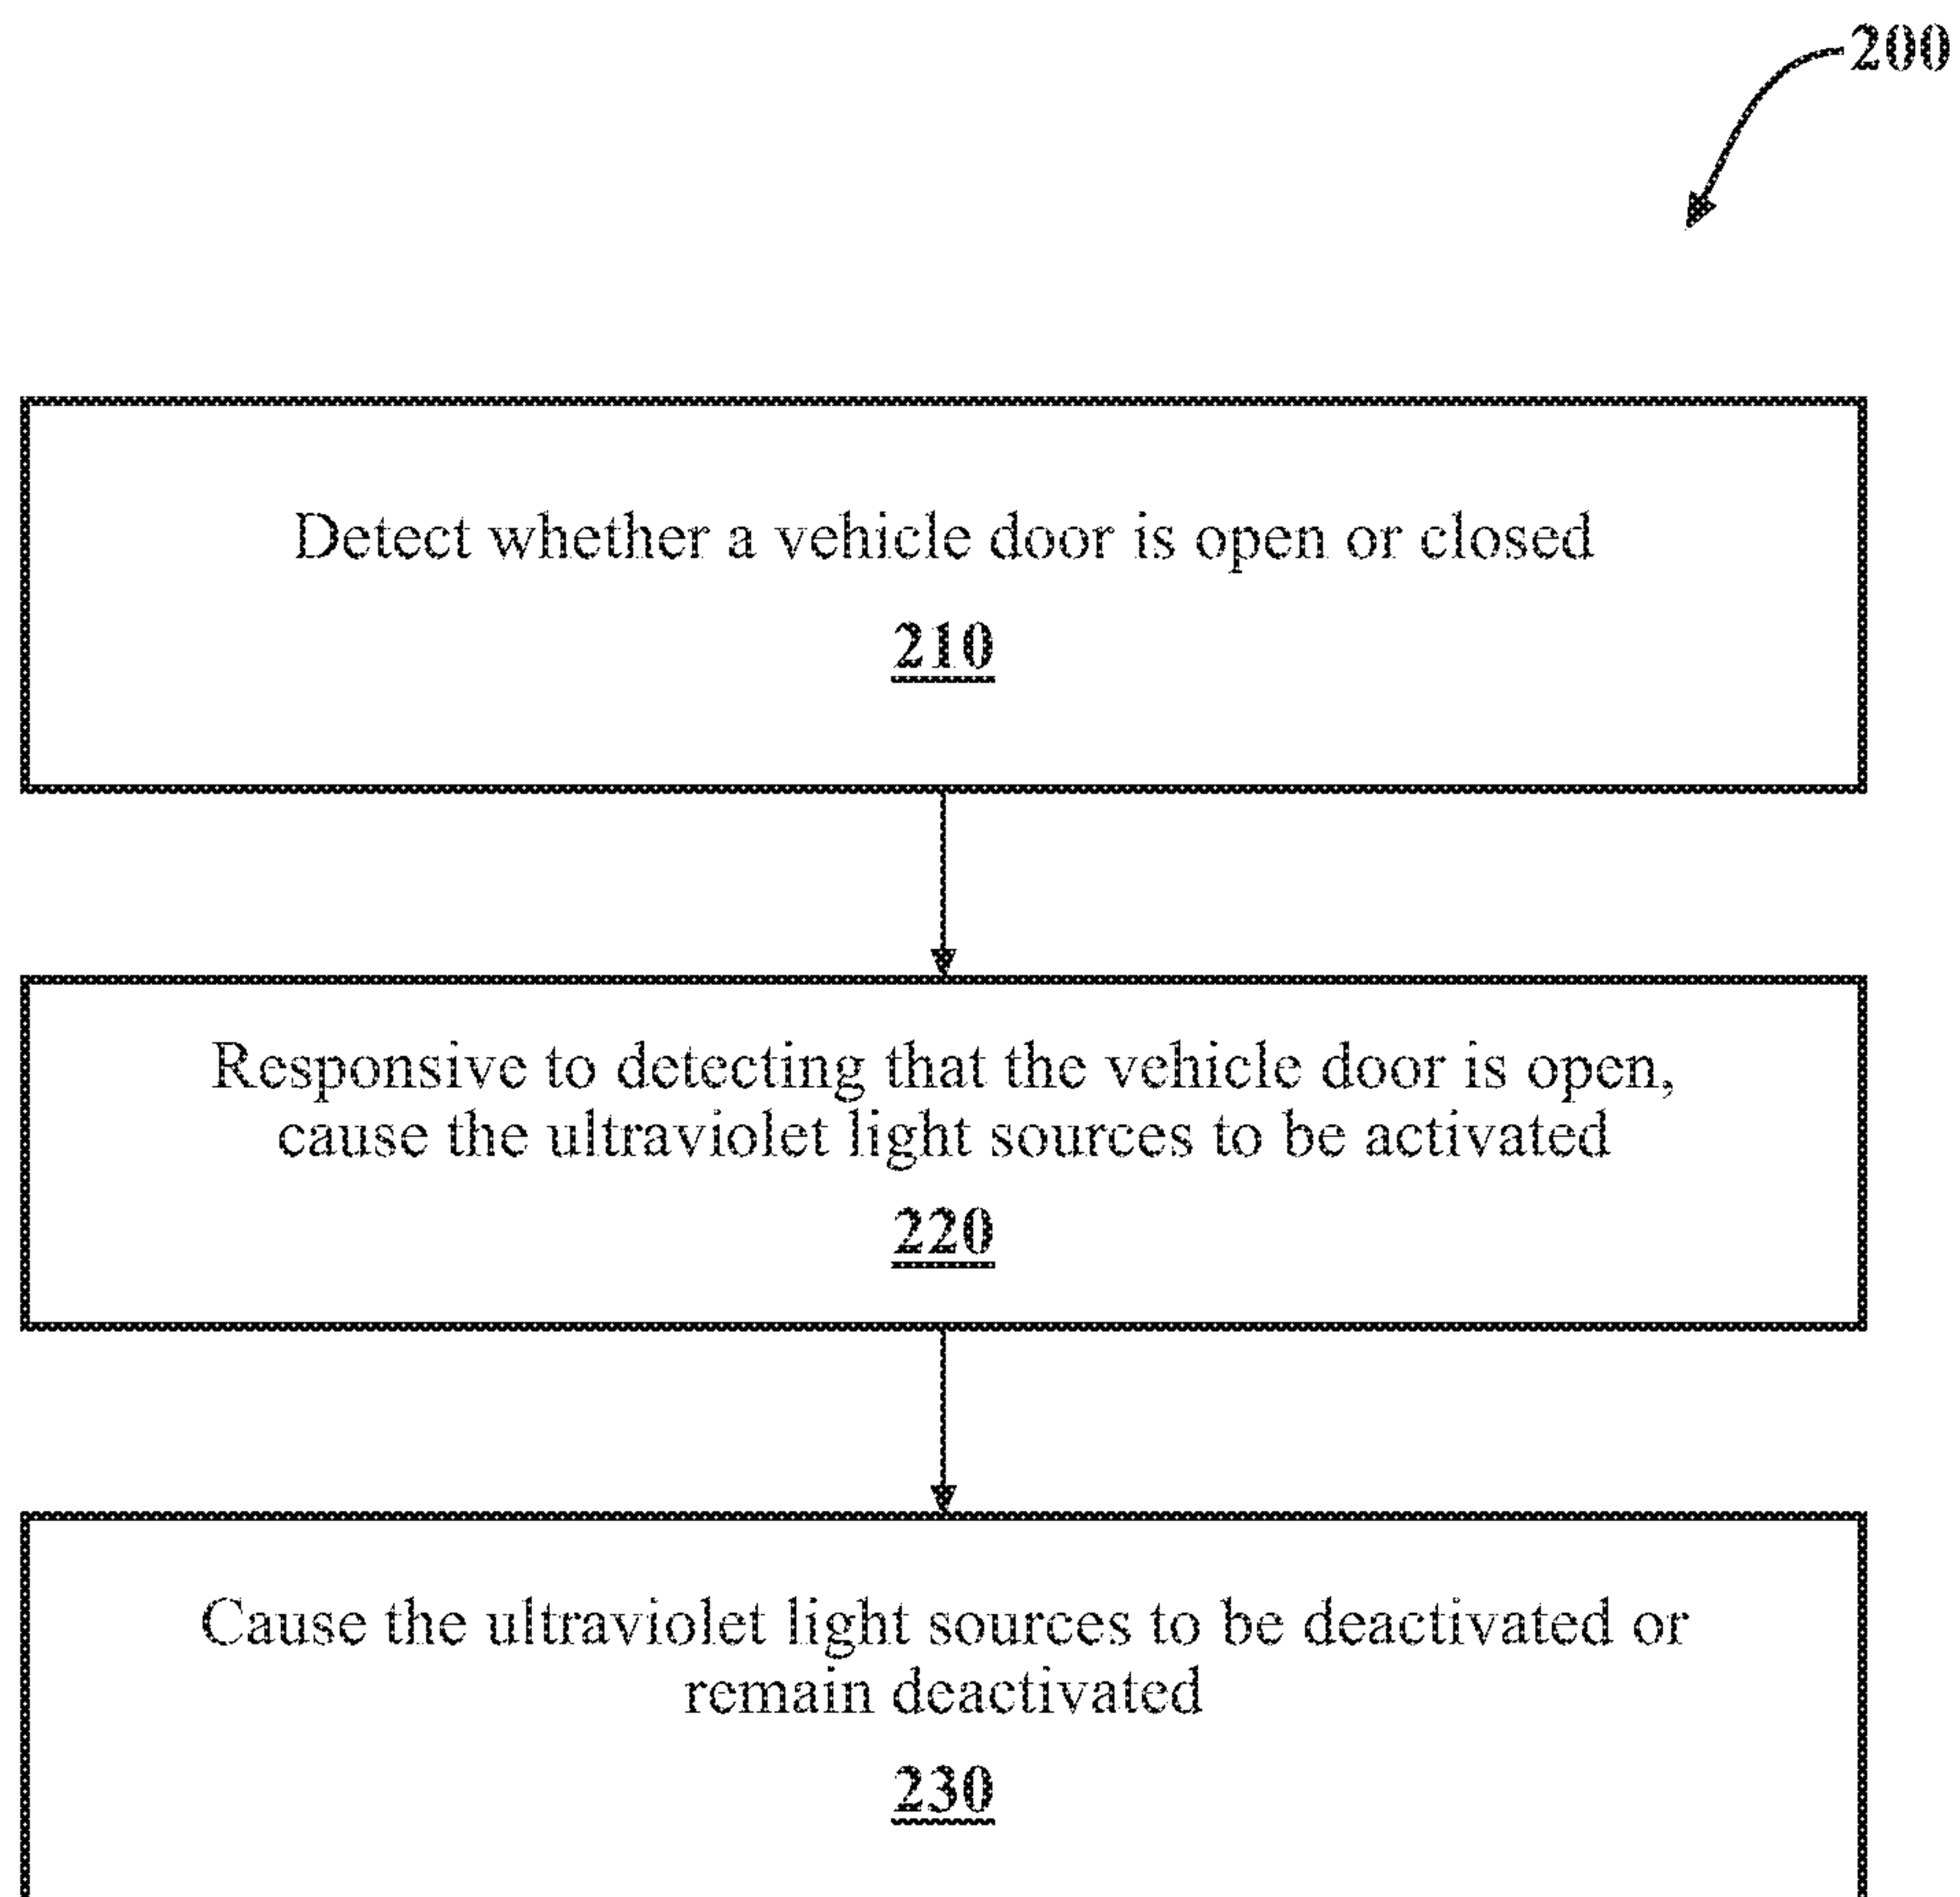 200
Detect whether a vehicle door is open or closed
210
Responsive to detecting that the vehicle door is open,
cause the ultraviolet light sources to be activated
220
Cause the ultraviolet light sources to be deactivated or
remain deactivated
230